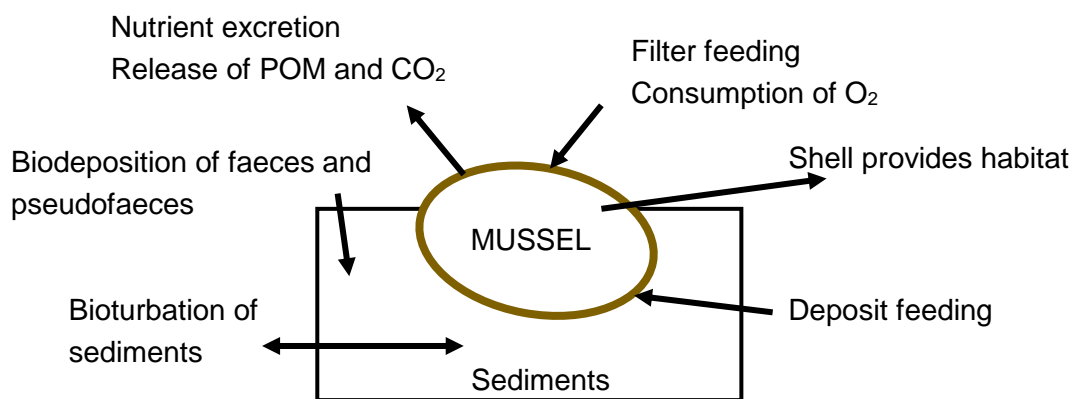 Nutrient excretion
Release of POM and CO₂
Filter feeding
Consumption of O₂
Biodeposition of faeces and
pseudofaeces
Shell provides habitat
MUSSEL
Bioturbation of
sediments
Deposit feeding
Sediments